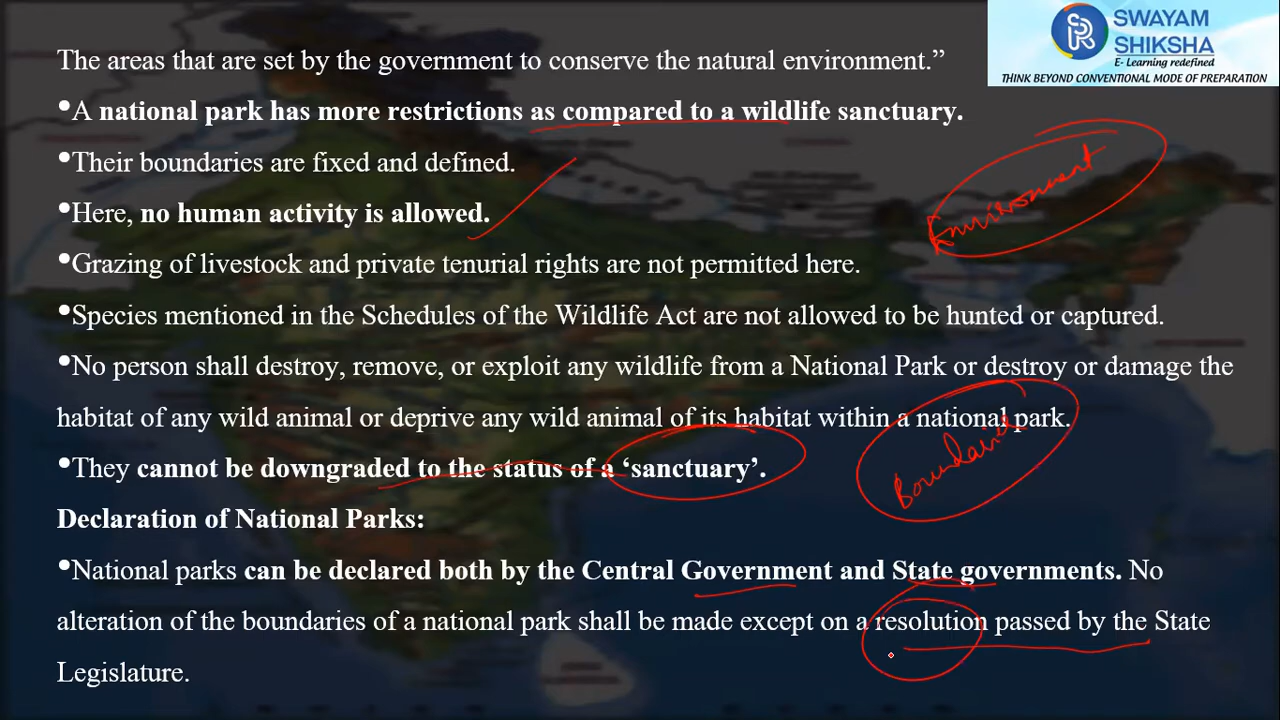 SWAYAM
SHIKSHA
E- Learning redefined
THINK BEYOND CONVENTIONAL MODE OF PREPARATION
The areas that are set by the government to conserve the natural environment.”
•A national park has more restrictions as compared to a wildlife sanctuary.
•Their boundaries are fixed and defined.
•Here, no human activity is allowed.
Environment
•Grazing of livestock and private tenurial rights are not permitted here.
•Species mentioned in the Schedules of the Wildlife Act are not allowed to be hunted or captured.
•No person shall destroy, remove, or exploit any wildlife from a National Park or destroy or damage the
habitat of any wild animal or deprive any wild animal of its habitat within a national park.
•They cannot be downgraded to the status of a ‘sanctuary’.
Declaration of National Parks:
•National parks can be declared both by the Central Government and State governments. No
alteration of the boundaries of a national park shall be made except on a resolution passed by the State
Legislature.